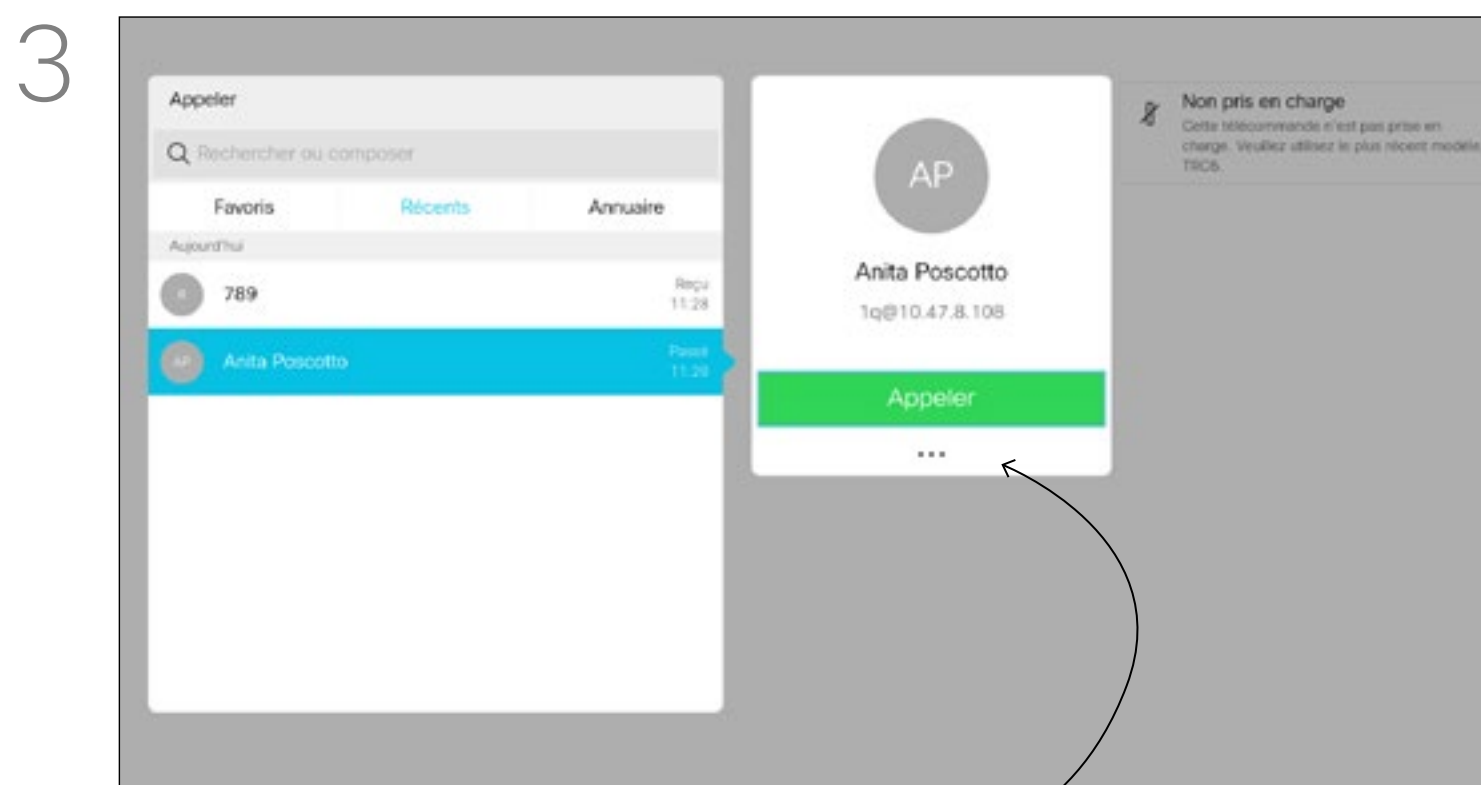 3
Appeler
Rechercher ou composer
Favoris Récents Annuaire
Aujourd'hui
789 Reçu
11:28
AP Anita Poscotto Passé
11:28
AP
Anita Poscotto
1q@10.47.8.108
Appeler
Non pris en charge
Cette télécommande n'est pas prise en
charge. Veuillez utilisez le plus récent modèle
TRC6.